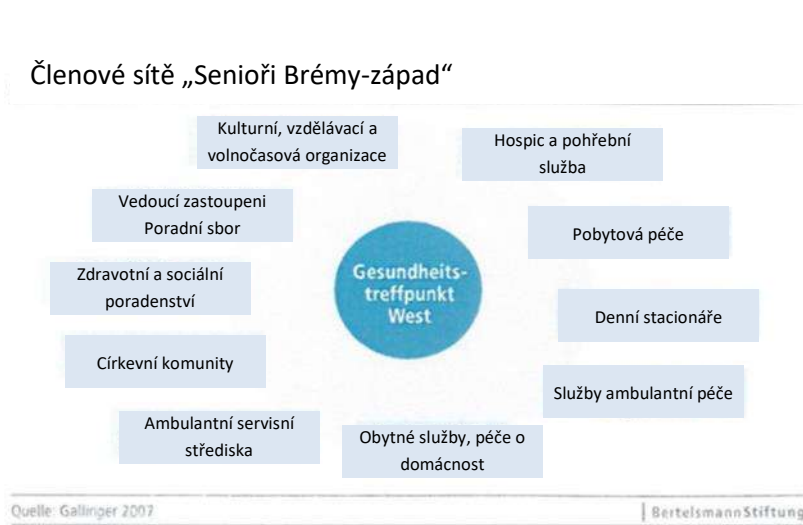 Členové sítě „Senioři Brémy-západ“
Kulturní, vzdělávací a
volnočasová organizace
Hospic a pohřební
služba
Vedoucí zastoupeni
Poradní sbor
Pobytová péče
Zdravotní a sociální
poradenství
Gesundheits-
treffpunkt
West
Denní stacionáře
Církevní komunity
Služby ambulantní péče
Ambulantní servisní
střediska
Obytné služby, péče o
domácnost
Quelle: Gallinger 2007
BertelsmannStiftung